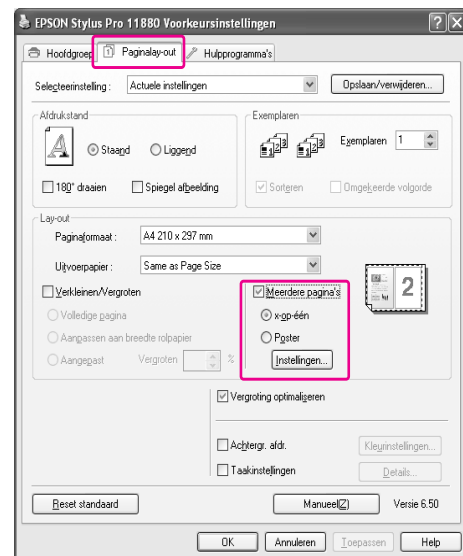 EPSON Stylus Pro 11880 Voorkeursinstellingen
Hoofdgroep Paginalay-out Hulpprogramma's
Selecteerinstelling : Actuele instellingen Opslaan/verwijderen...
Afdrukstand Exemplaren
A Staand Liggend Exemplaren 1
180° draaien Spiegel afbeelding Sorteren Omgekeerde volgorde
Lay-out
Paginaformaat : A4 210 x 297 mm
Uitvoerpapier : Same as Page Size
Verkleinen/Vergroten Meerdere pagina's 2
Volledige pagina x-op-één
Aanpassen aan breedte rolpapier Poster
Aangepast Vergroten % Instellingen...
Vergroting optimaliseren
Achtergr. afdr. Kleurinstellingen...
Taakinstellingen Details...
Reset standaard Manueel(Z) Versie 6.50
OK Annuleren Toepassen Help